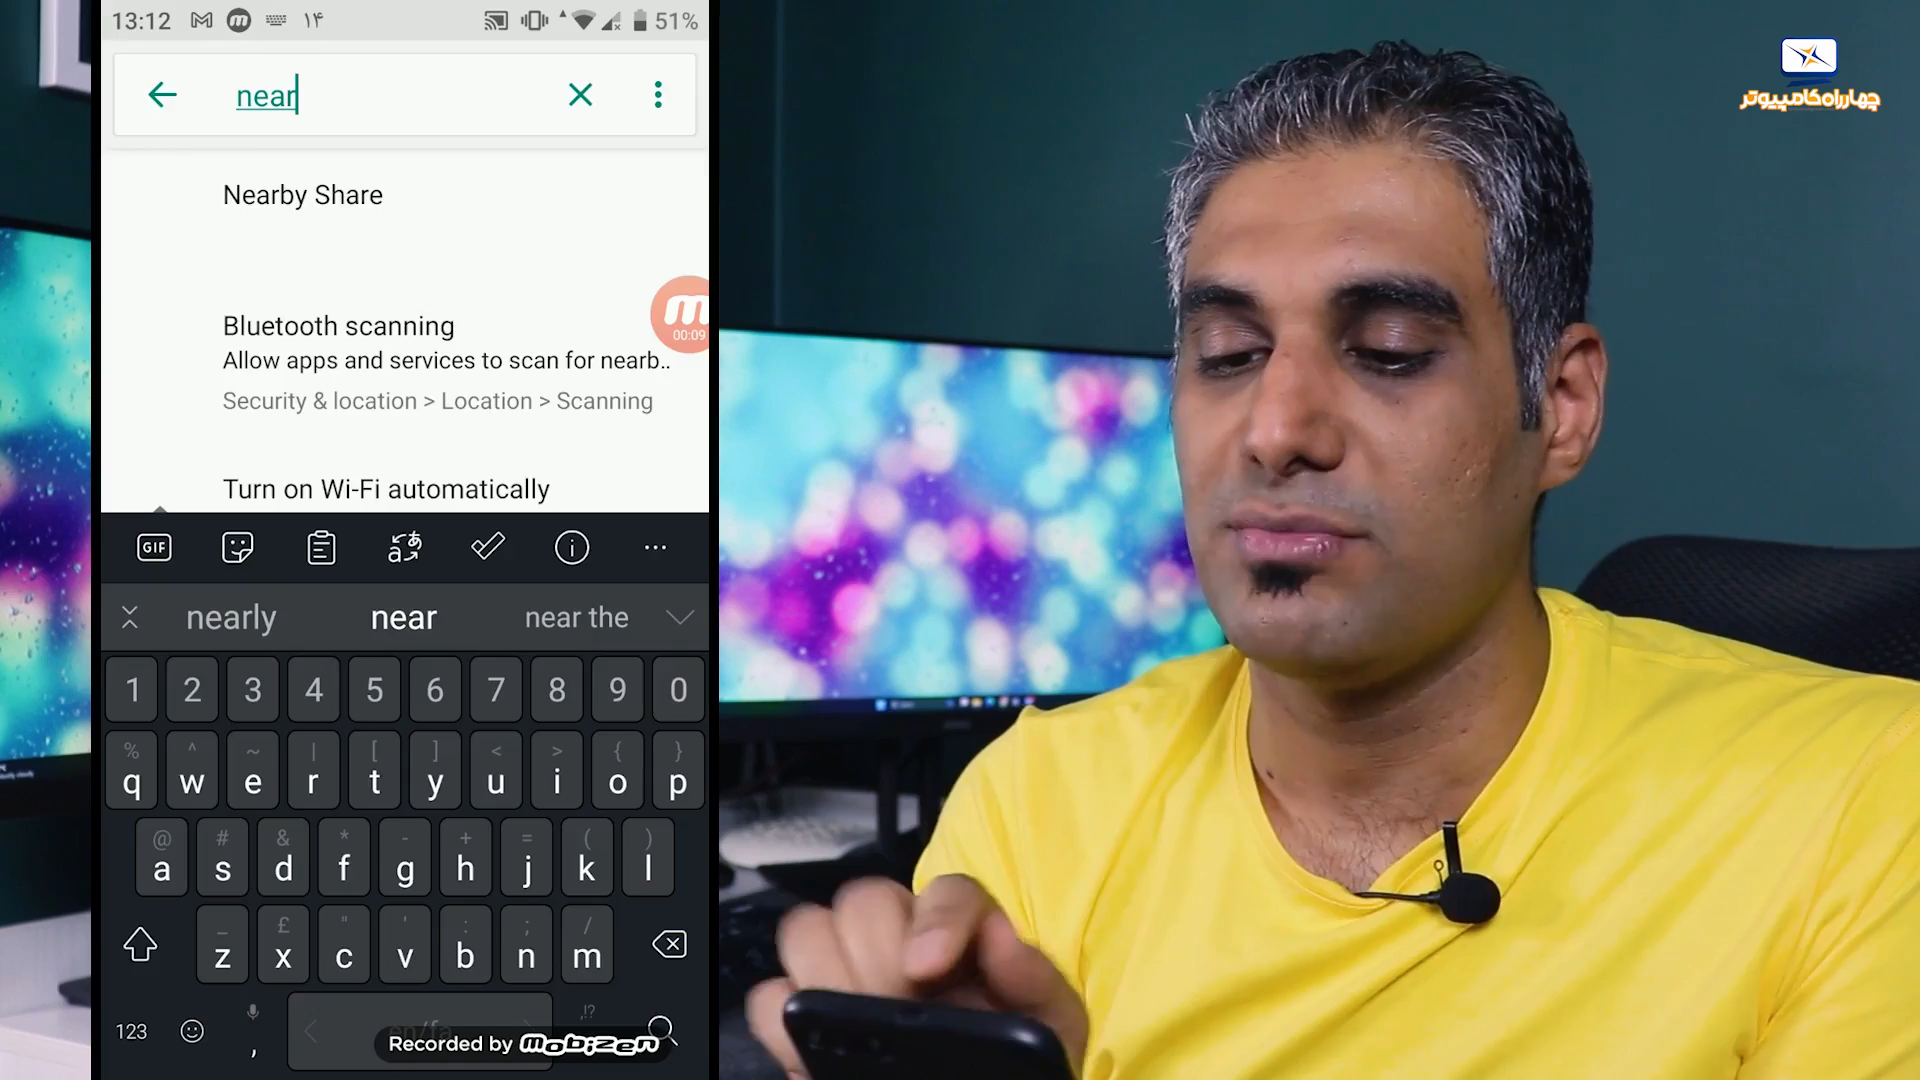 13:12 ۱۴ 51%
near
Nearby Share
Bluetooth scanning
Allow apps and services to scan for nearb..
Security & location > Location > Scanning
Turn on Wi-Fi automatically
00:09
GIF
nearly near near the
1 2 3 4 5 6 7 8 9 0
% ^ ~ | [ ] < > { }
q w e r t y u i o p
@ # & * - + = ( )
a s d f g h j k l
_ £ " ' : ; /
z x c v b n m
123 , en/fa ,!?
Recorded by mobizen
چهارراه کامپیوتر